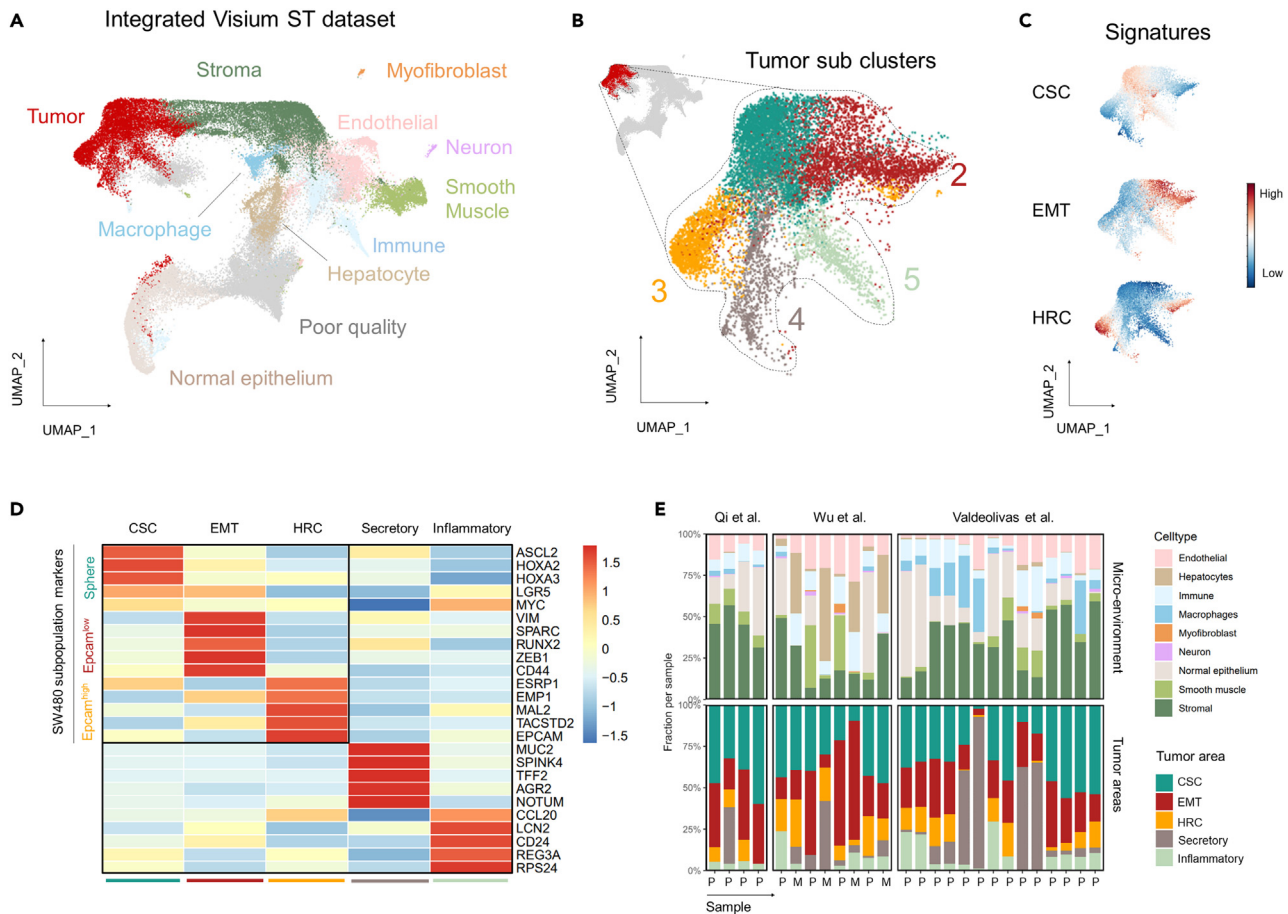 A
Integrated Visium ST dataset
Stroma
Myofibroblast
Tumor
Endothelial
Neuron
Smooth
Muscle
Macrophage
Immune
Hepatocyte
Poor quality
Normal epithelium
UMAP_2
UMAP_1
B
Tumor sub clusters
2
3
4
5
UMAP_2
UMAP_1
C
Signatures
CSC
EMT
HRC
High
Low
UMAP_2
UMAP_1
D
CSC EMT HRC Secretory Inflammatory
SW480 subpopulation markers
Sphere
Epcamlow
Epcamhigh
ASCL2
HOXA2
HOXA3
LGR5
MYC
VIM
SPARC
RUNX2
ZEB1
CD44
ESRP1
EMP1
MAL2
TACSTD2
EPCAM
MUC2
SPINK4
TFF2
AGR2
NOTUM
CCL20
LCN2
CD24
REG3A
RPS24
1.5
1
0.5
0
−0.5
−1
−1.5
E
Qi et al. Wu et al. Valdeolivas et al.
100%
75%
50%
25%
0%
100%
75%
50%
25%
0%
Fraction per sample
Micro-environment
Tumor areas
P P P P P M P M P M P M P P P P P P P P P P P P P P
Sample
Celltype
Endothelial
Hepatocytes
Immune
Macrophages
Myofibroblast
Neuron
Normal epithelium
Smooth muscle
Stromal
Tumor area
CSC
EMT
HRC
Secretory
Inflammatory